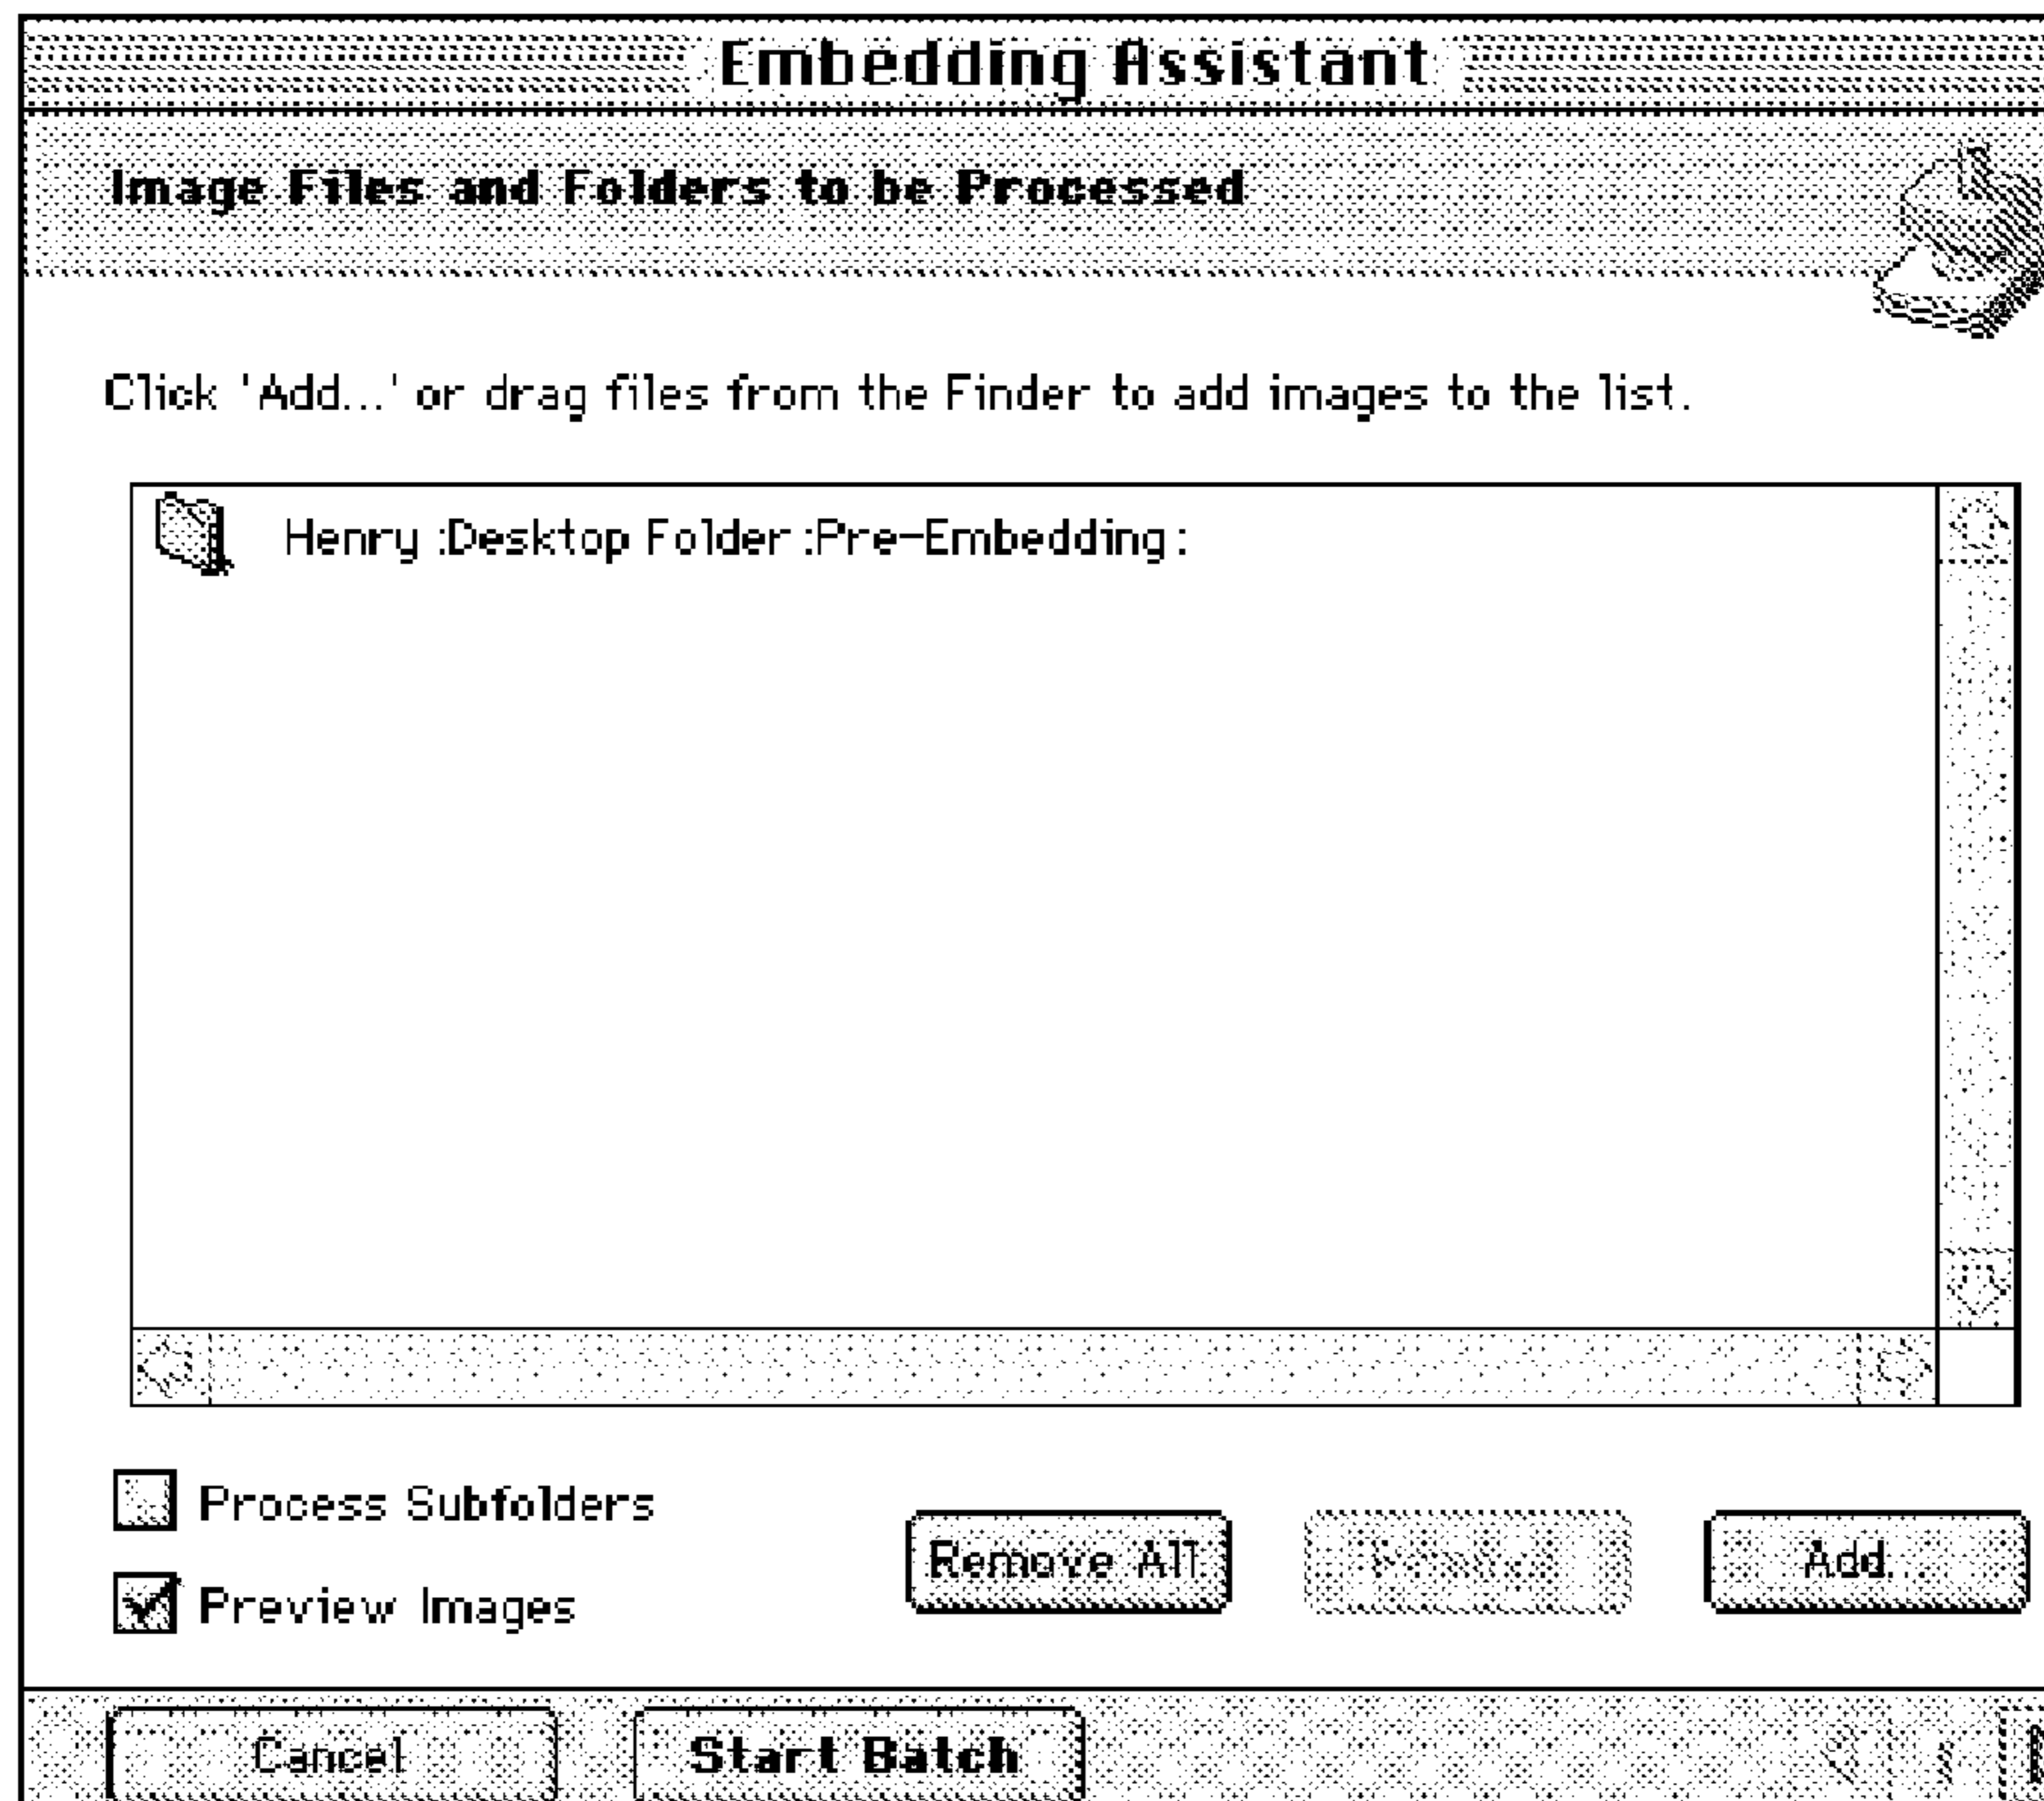 Embedding Assistant
Image Files and Folders to be Processed
Click 'Add...' or drag files from the Finder to add images to the list.
Henry :Desktop Folder :Pre-Embedding :
Process Subfolders
Preview Images
Remove All
Add...
Cancel
Start Batch